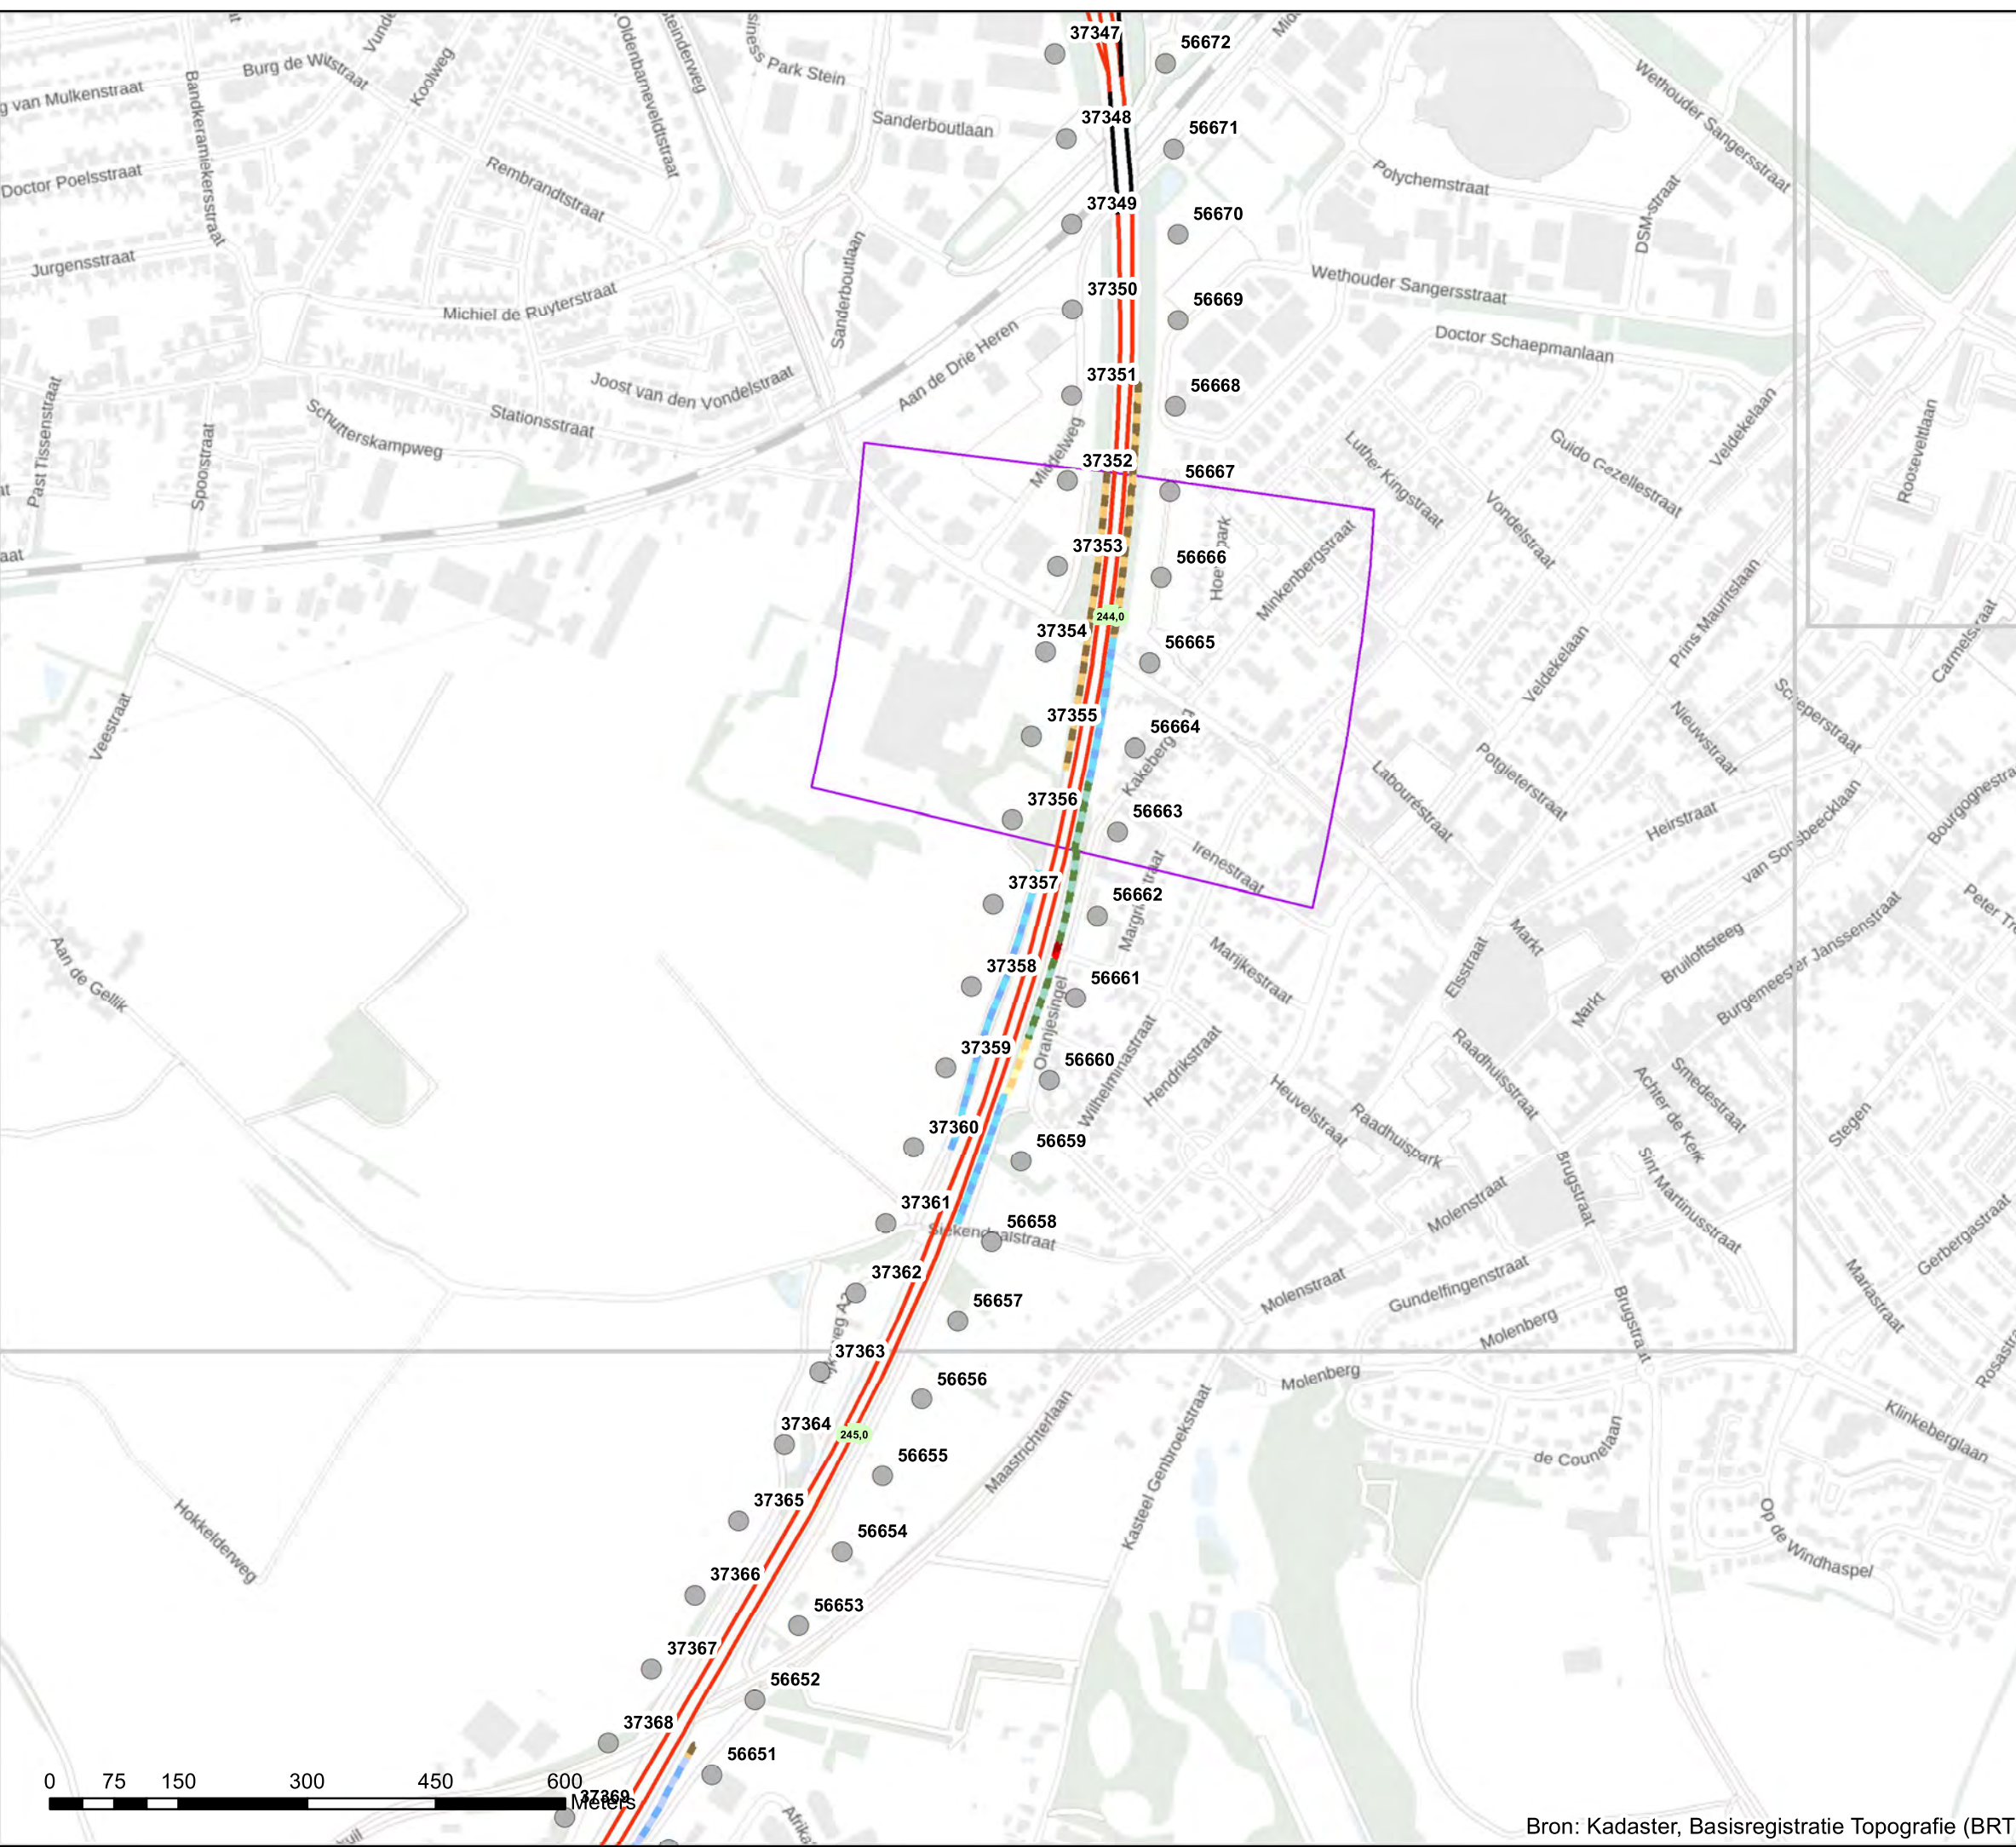 37347
56672
Business Park Stein
Burg de Witstraat
Koolweg
Oldenbarneveldtstraat
g van Mulkenstraat
Bandkeramiekersstraat
Sanderboutlaan
37348
56671
Wethouder Sangersstraat
Doctor Poelsstraat
Rembrandtstraat
Polychemstraat
DSM-straat
37349
56670
Jurgensstraat
Sanderboutlaan
Michiel de Ruyterstraat
37350
56669
Wethouder Sangersstraat
Aan de Drie Heren
Doctor Schaepmanlaan
37351
56668
Joost van den Vondelstraat
Past Tissenstraat
Schutterskampweg
Stationsstraat
Spoorstraat
Middelweg
37352
56667
Luther Kingstraat
Guido Gezellestraat
Veldekelaan
Rooseveltlaan
Vondelstraat
37353
56666
Minkenbergstraat
aat
244,0
37354
56665
Veldekelaan
Prins Mauritslaan
Carmelstraat
Veestraat
37355
56664
Kakeberg
Nieuwstraat
Potgieterstraat
Labouréstraat
37356
56663
Heirstraat
van Sonsbeecklaan
Irenestraat
37357
56662
Markt
Bruiloftsteeg
Burgemeester Janssenstraat
Aan de Gellik
Marijkestraat
Elsstraat
37358
56661
Markt
Oranjesingel
37359
56660
Wilhelminastraat
Hendrikstraat
Heuvelstraat
Raadhuisstraat
Raadhuispark
Achter de Kerk
Smedestraat
Stegen
37360
56659
Brugstraat
Sint Martinusstraat
Molenstraat
37361
56658
Gerbergastraat
37362
Molenstraat
Gundelfingenstraat
Mariastraat
56657
Molenberg
Brugstraat
37363
56656
Molenberg
Maastrichterlaan
Kasteel Genbroekstraat
Klinkeberglaan
37364
245,0
56655
de Counelaan
37365
56654
Hokkelderweg
Op de Windhaspel
37366
56653
37367
56652
37368
56651
0 75 150 300 450 600
Meters
37369
Bron: Kadaster, Basisregistratie Topografie (BRT